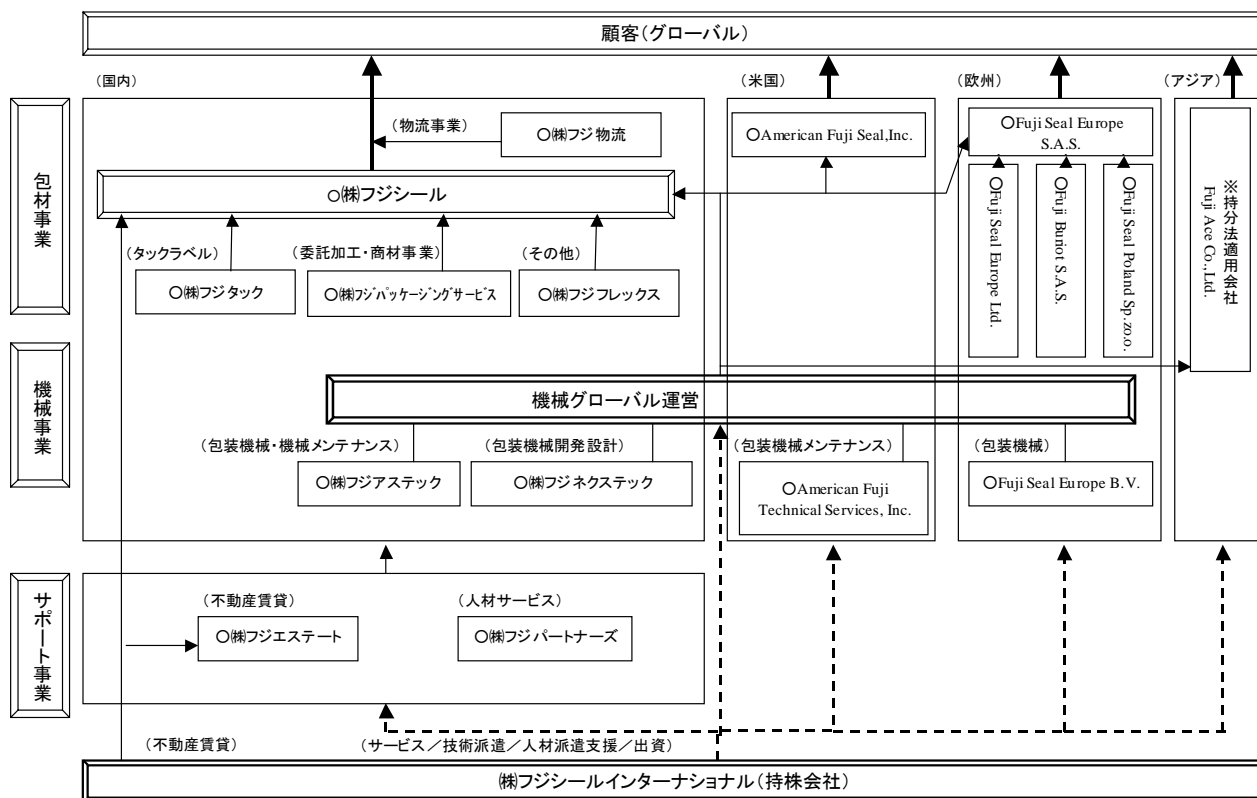 顧客(グローバル)
(国内)
(米国)
(欧州)
(アジア)
包材事業
(物流事業)
○㈱フジ物流
○American Fuji Seal,Inc.
○Fuji Seal Europe
S.A.S.
○㈱フジシール
○Fuji Seal Europe Ltd.
○Fuji Buriot S.A.S.
○Fuji Seal Poland Sp.zo.o.
※持分法適用会社
Fuji Ace Co.,Ltd.
(タックラベル)
(委託加工・商材事業)
(その他)
○㈱フジタック
○㈱フジパッケージングサービス
○㈱フジフレックス
機械事業
機械グローバル運営
(包装機械・機械メンテナンス)
(包装機械開発設計)
(包装機械メンテナンス)
(包装機械)
○㈱フジアステック
○㈱フジネクステック
○American Fuji
Technical Services, Inc.
○Fuji Seal Europe B.V.
サポート事業
(不動産賃貸)
(人材サービス)
○㈱フジエステート
○㈱フジパートナーズ
(不動産賃貸)
(サービス/技術派遣/人材派遣支援/出資)
㈱フジシールインターナショナル(持株会社)